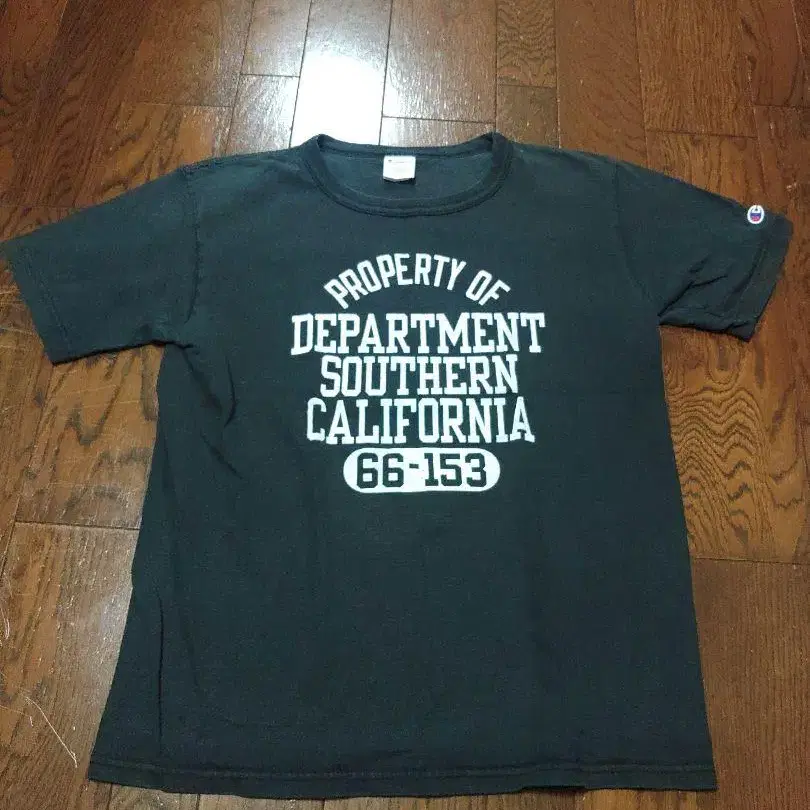 PROPERTY OF
DEPARTMENT
SOUTHERN
CALIFORNIA
66-153